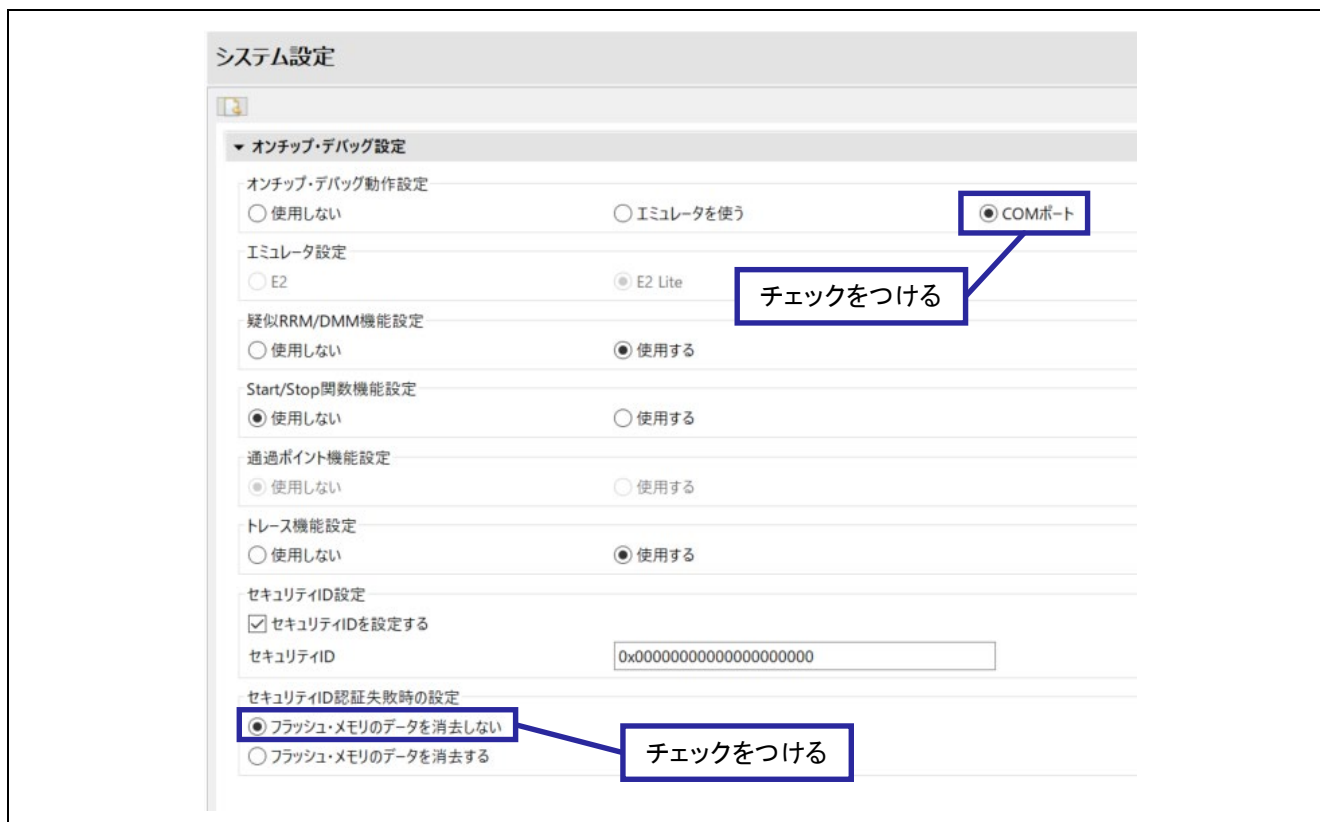 システム設定
オンチップ・デバッグ設定
オンチップ・デバッグ動作設定
使用しない エミュレータを使う COMポート
チェックをつける
エミュレータ設定
E2 E2 Lite
疑似RRM/DMM機能設定
使用しない 使用する
Start/Stop関数機能設定
使用しない 使用する
通過ポイント機能設定
使用しない 使用する
トレース機能設定
使用しない 使用する
セキュリティID設定
セキュリティIDを設定する
セキュリティID 0x00000000000000000000
セキュリティID認証失敗時の設定
フラッシュ・メモリのデータを消去しない
チェックをつける
フラッシュ・メモリのデータを消去する